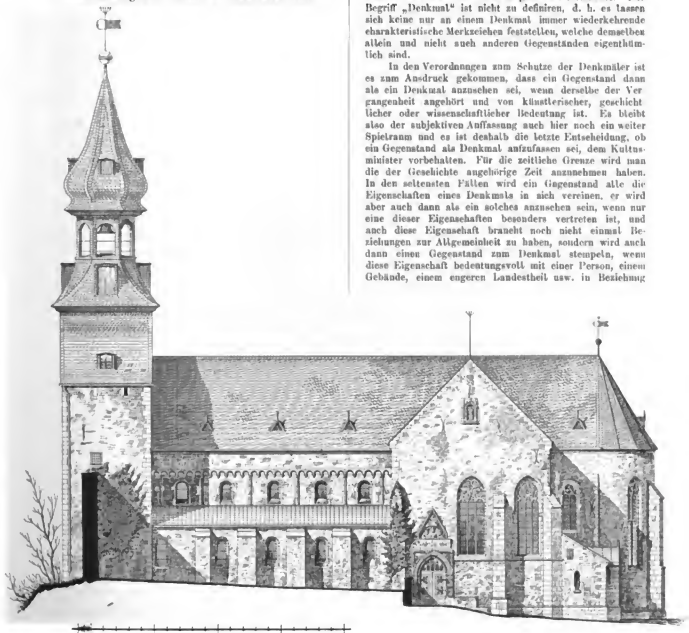 Begriff „Denkmal“ ist nicht zu definiren, d. h. es lassen
sich keine nur an einem Denkmal immer wiederkehrende
charakteristische Merkzeichen feststellen, welche demselben
allein und nicht auch anderen Gegenständen eigenthüm-
lich sind.
In den Verordnungen zum Schutze der Denkmäler ist
es zum Ausdruck gekommen, dass ein Gegenstand dann
als ein Denkmal anzusehen sei, wenn derselbe der Ver
gangenheit angehört und von künstlerischer, geschicht
licher oder wissenschaftlicher Bedeutung ist. Es bleibt
also der subjektiven Auffassung auch hier noch ein weiter
Spielraum und es ist deshalb die letzte Entscheidung, ob
ein Gegenstand als Denkmal aufzufassen sei, dem Kultus-
minister vorbehalten. Für die zeitliche Grenze wird man
die der Geschichte angehörige Zeit anzunehmen haben.
In den seltensten Fällen wird ein Gegenstand alle die
Eigenschaften eines Denkmals in sich vereinen, er wird
aber auch dann als ein solches anzusehen sein, wenn nur
eine dieser Eigenschaften besonders vertreten ist, und
auch diese Eigenschaft braucht noch nicht einmal Be-
ziehungen zur Allgemeinheit zu haben, sondern wird auch
dann einen Gegenstand zum Denkmal stempeln, wenn
diese Eigenschaft bedeutungsvoll mit einer Person, einem
Gebäude, einem engeren Landestheil usw. in Beziehung